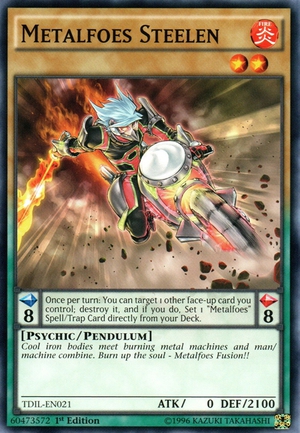 METALFOES STEELEN
FIRE
炎
Once per turn: You can target 1 other face-up card you
control; destroy it, and if you do, Set 1 "Metalfoes"
Spell/Trap Card directly from your Deck.
8
8
[PSYCHIC/PENDULUM]
Cool iron bodies meet burning metal machines and man/
machine combine. Burn up the soul - Metalfoes Fusion!!
TDIL-EN021
ATK/ 0 DEF/2100
60473572 1st Edition
©1996 KAZUKI TAKAHASHI